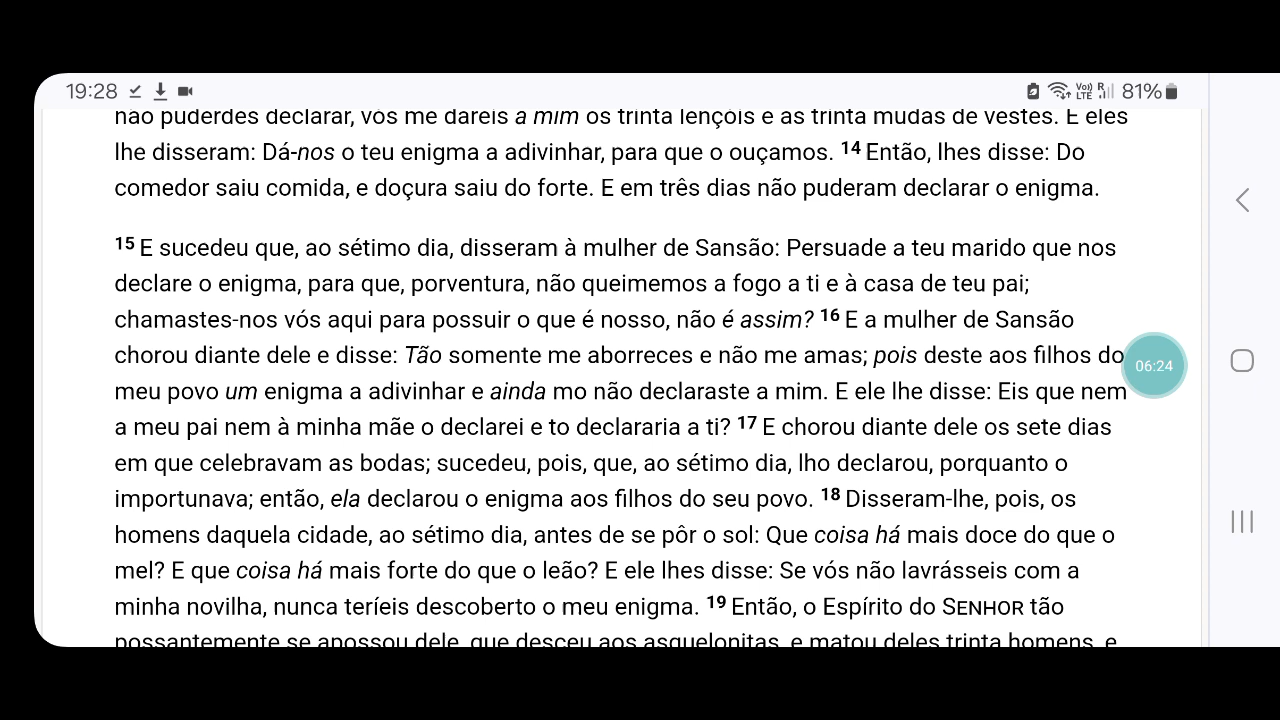 19:28
Vo)) LTE R 81%
não puderdes declarar, vós me dareis a mim os trinta lençóis e as trinta mudas de vestes. E eles
lhe disseram: Dá-nos o teu enigma a adivinhar, para que o ouçamos. 14 Então, lhes disse: Do
comedor saiu comida, e doçura saiu do forte. E em três dias não puderam declarar o enigma.
15 E sucedeu que, ao sétimo dia, disseram à mulher de Sansão: Persuade a teu marido que nos
declare o enigma, para que, porventura, não queimemos a fogo a ti e à casa de teu pai;
chamastes-nos vós aqui para possuir o que é nosso, não é assim? 16 E a mulher de Sansão
chorou diante dele e disse: Tão somente me aborreces e não me amas; pois deste aos filhos do
06:24
meu povo um enigma a adivinhar e ainda mo não declaraste a mim. E ele lhe disse: Eis que nem
a meu pai nem à minha mãe o declarei e to declararia a ti? 17 E chorou diante dele os sete dias
em que celebravam as bodas; sucedeu, pois, que, ao sétimo dia, lho declarou, porquanto o
importunava; então, ela declarou o enigma aos filhos do seu povo. 18 Disseram-lhe, pois, os
homens daquela cidade, ao sétimo dia, antes de se pôr o sol: Que coisa há mais doce do que o
mel? E que coisa há mais forte do que o leão? E ele lhes disse: Se vós não lavrásseis com a
minha novilha, nunca teríeis descoberto o meu enigma. 19 Então, o Espírito do SENHOR tão
possantemente se apossou dele, que desceu aos asquelonitas, e matou deles trinta homens, e